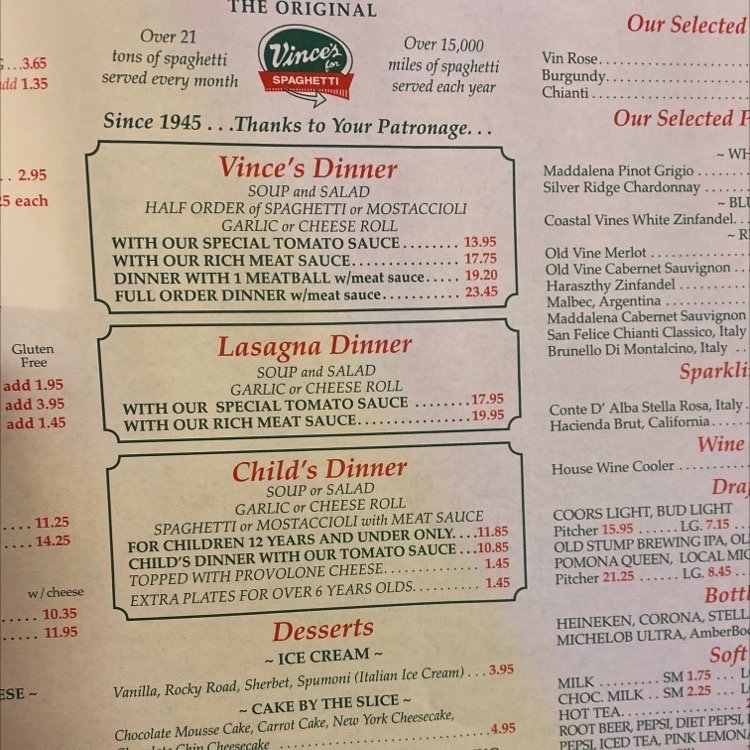 THE ORIGINAL
Over 21
tons of spaghetti
served every month
Vince's
for
SPAGHETTI
Over 15,000
miles of spaghetti
served each year
Since 1945 . . .Thanks to Your Patronage. . .
Vince's Dinner
SOUP and SALAD
HALF ORDER of SPAGHETTI or MOSTACCIOLI
GARLIC or CHEESE ROLL
WITH OUR SPECIAL TOMATO SAUCE ........ 13.95
WITH OUR RICH MEAT SAUCE................ 17.75
DINNER WITH 1 MEATBALL w/meat sauce..... 19.20
FULL ORDER DINNER w/meat sauce........... 23.45
Lasagna Dinner
SOUP and SALAD
GARLIC or CHEESE ROLL
WITH OUR SPECIAL TOMATO SAUCE ........17.95
WITH OUR RICH MEAT SAUCE................19.95
Child's Dinner
SOUP or SALAD
GARLIC or CHEESE ROLL
SPAGHETTI or MOSTACCIOLI with MEAT SAUCE
FOR CHILDREN 12 YEARS AND UNDER ONLY....11.85
CHILD'S DINNER WITH OUR TOMATO SAUCE....10.85
TOPPED WITH PROVOLONE CHEESE.............. 1.45
EXTRA PLATES FOR OVER 6 YEARS OLDS.......... 1.45
Desserts
~ ICE CREAM ~
Vanilla, Rocky Road, Sherbet, Spumoni (Italian Ice Cream) . . . 3.95
~ CAKE BY THE SLICE ~
Chocolate Mousse Cake, Carrot Cake, New York Cheesecake,
Chocolate Chip Cheesecake .................. 4.95
...3.65
add 1.35
.. 2.95
each
Gluten
Free
add 1.95
add 3.95
add 1.45
.... 11.25
.... 14.25
w/cheese
..... 10.35
..... 11.95
~
Our Selected
Vin Rose
Burgundy
Chianti
Our Selected
Maddalena Pinot Grigio
Silver Ridge Chardonnay
Coastal Vines White Zinfandel
Old Vine Merlot
Old Vine Cabernet Sauvignon
Haraszthy Zinfandel
Malbec, Argentina
Maddalena Cabernet Sauvignon
San Felice Chianti Classico, Italy
Brunello Di Montalcino, Italy
Conte D' Alba Stella Rosa, Italy
Hacienda Brut, California
Wine
House Wine Cooler
COORS LIGHT, BUD LIGHT
Pitcher 15.95 ...... LG. 7.15
OLD STUMP BREWING IPA,
POMONA QUEEN, LOCAL
Pitcher 21.25 ...... LG. 8.45
HEINEKEN, CORONA, STELLA
MICHELOB ULTRA,
Soft
MILK ......... SM 1.75
CHOC. MILK .. SM 2.25
HOT TEA
ROOT BEER, PEPSI, DIET PEPSI,
PEPSI, ICED TEA, PINK